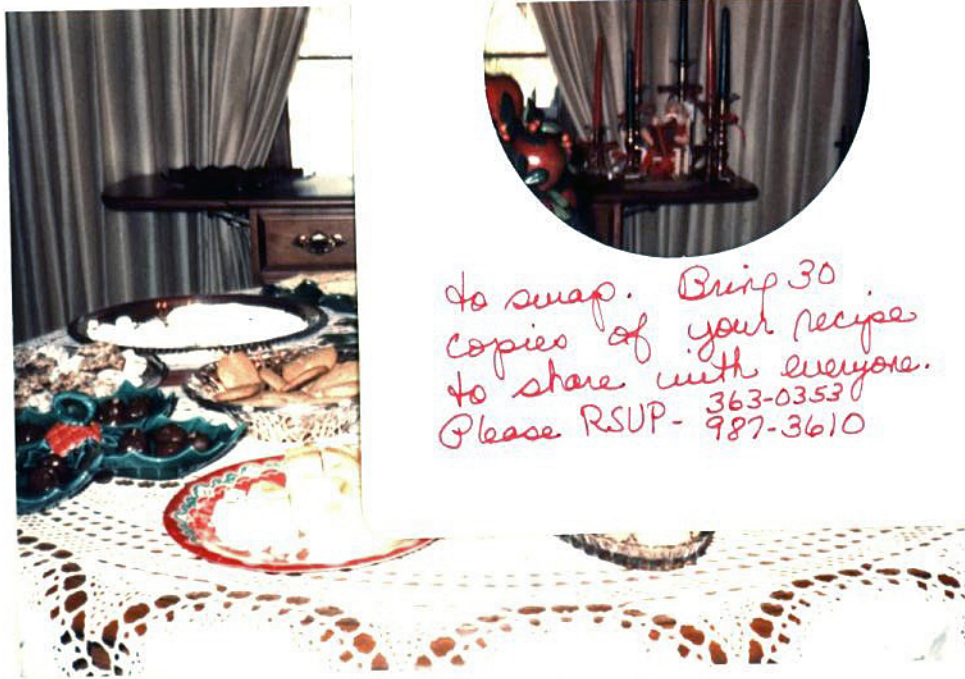 to swap. Bring 30
copies of your recipe
to share with everyone.
363-0353
Please RSVP- 987-3610